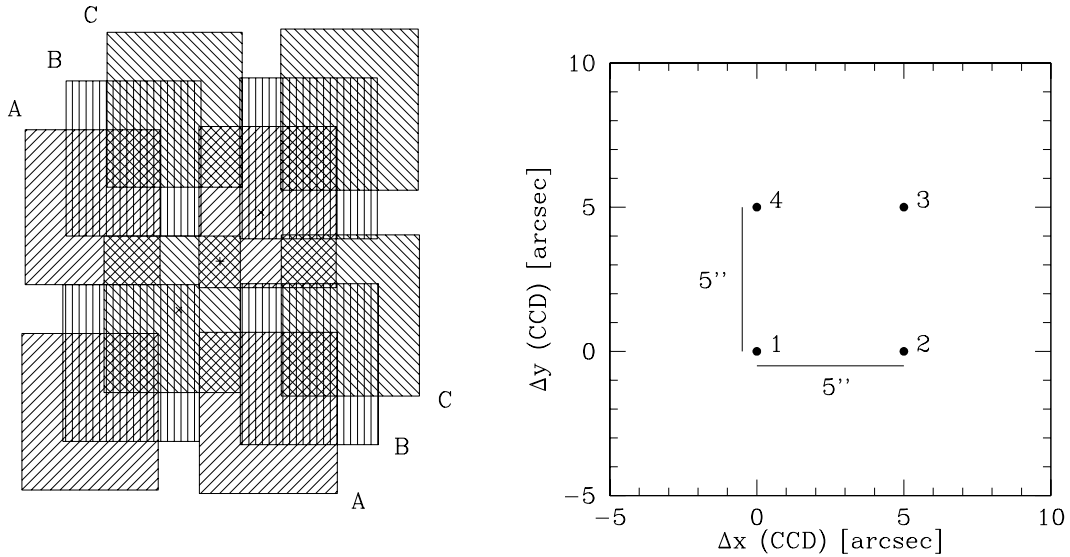 C
B
A
C
B
A
10
5
0
−5
−5 0 5 10
Δy (CCD) [arcsec]
Δx (CCD) [arcsec]
4 3
5''
1 2
5''